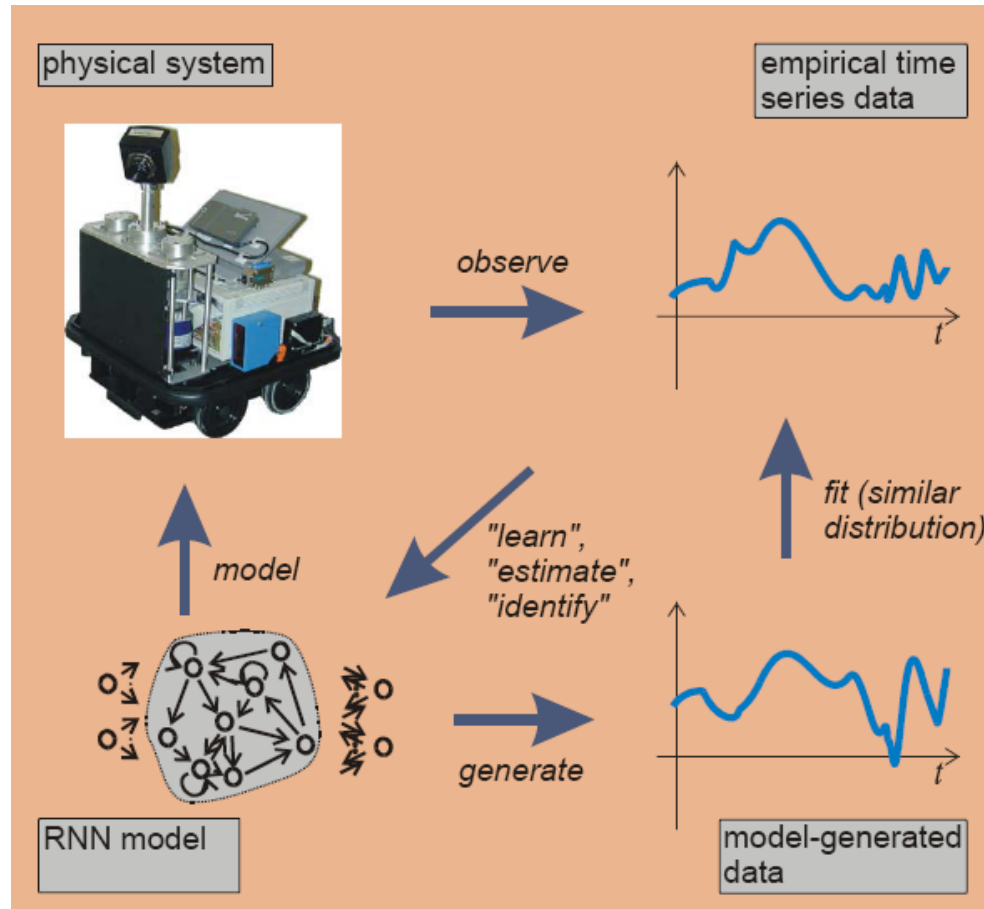 physical system
empirical time
series data
observe
t
fit (similar
distribution)
"learn",
"estimate",
"identify"
model
generate
t
RNN model
model-generated
data